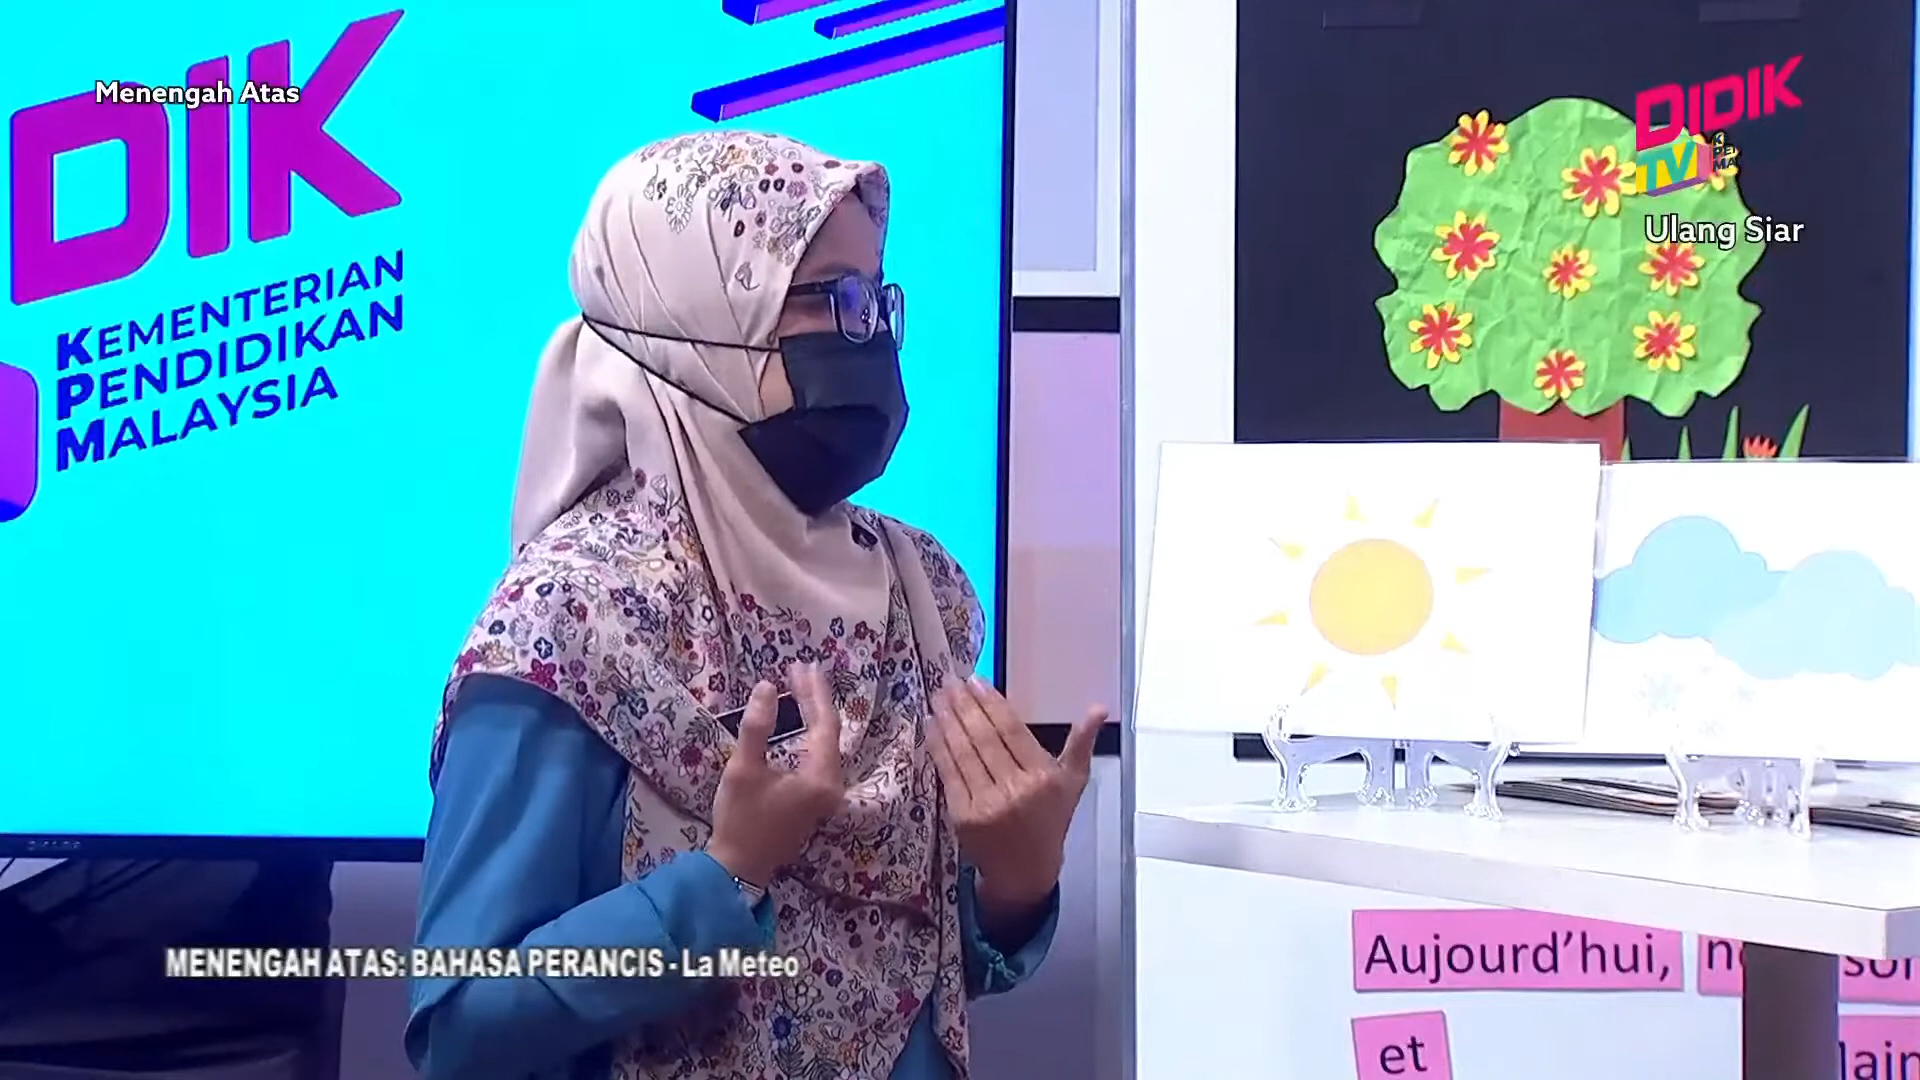 Menengah Atas
DIK
KEMENTERIAN
PENDIDIKAN
MALAYSIA
DIDIK
TV
Ulang Siar
MENENGAH ATAS: BAHASA PERANCIS - La Meteo
Aujourd'hui,
et